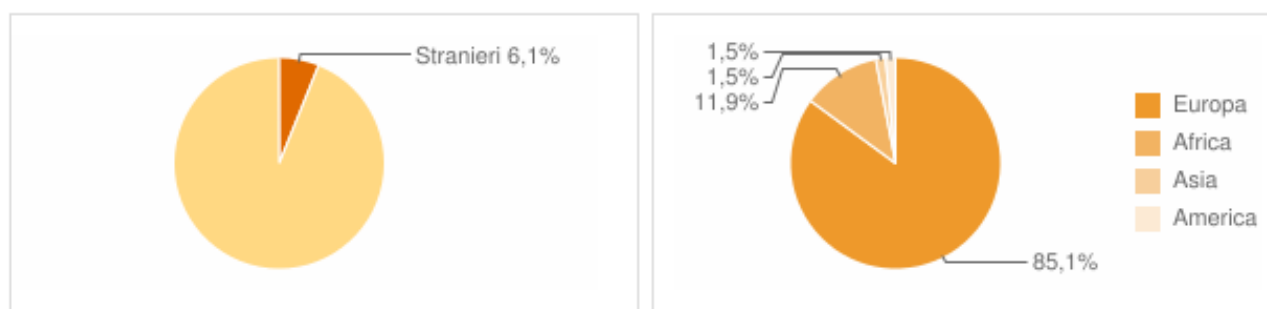 Stranieri 6,1%
1,5%
1,5%
11,9%
85,1%
Europa
Africa
Asia
America